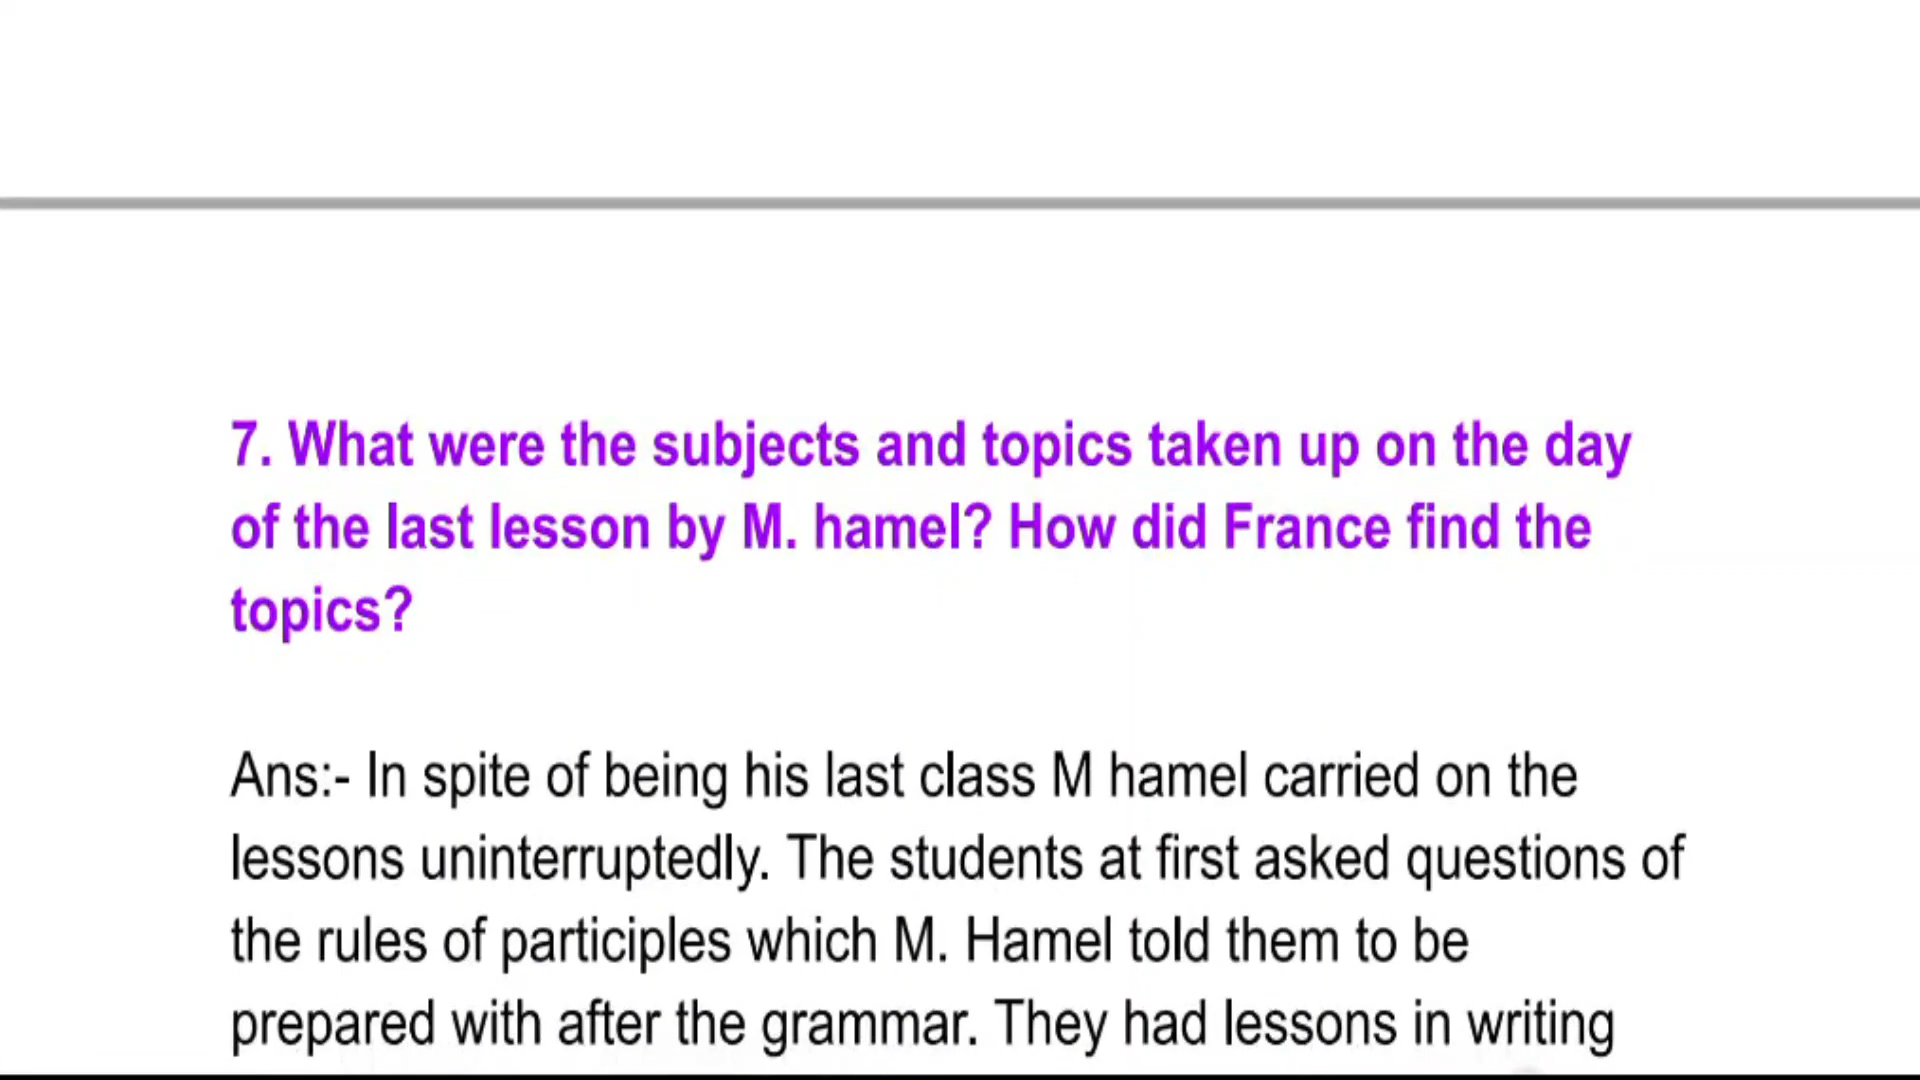 7. What were the subjects and topics taken up on the day
of the last lesson by M. hamel? How did France find the
topics?
Ans:- In spite of being his last class M hamel carried on the
lessons uninterruptedly. The students at first asked questions of
the rules of participles which M. Hamel told them to be
prepared with after the grammar. They had lessons in writing